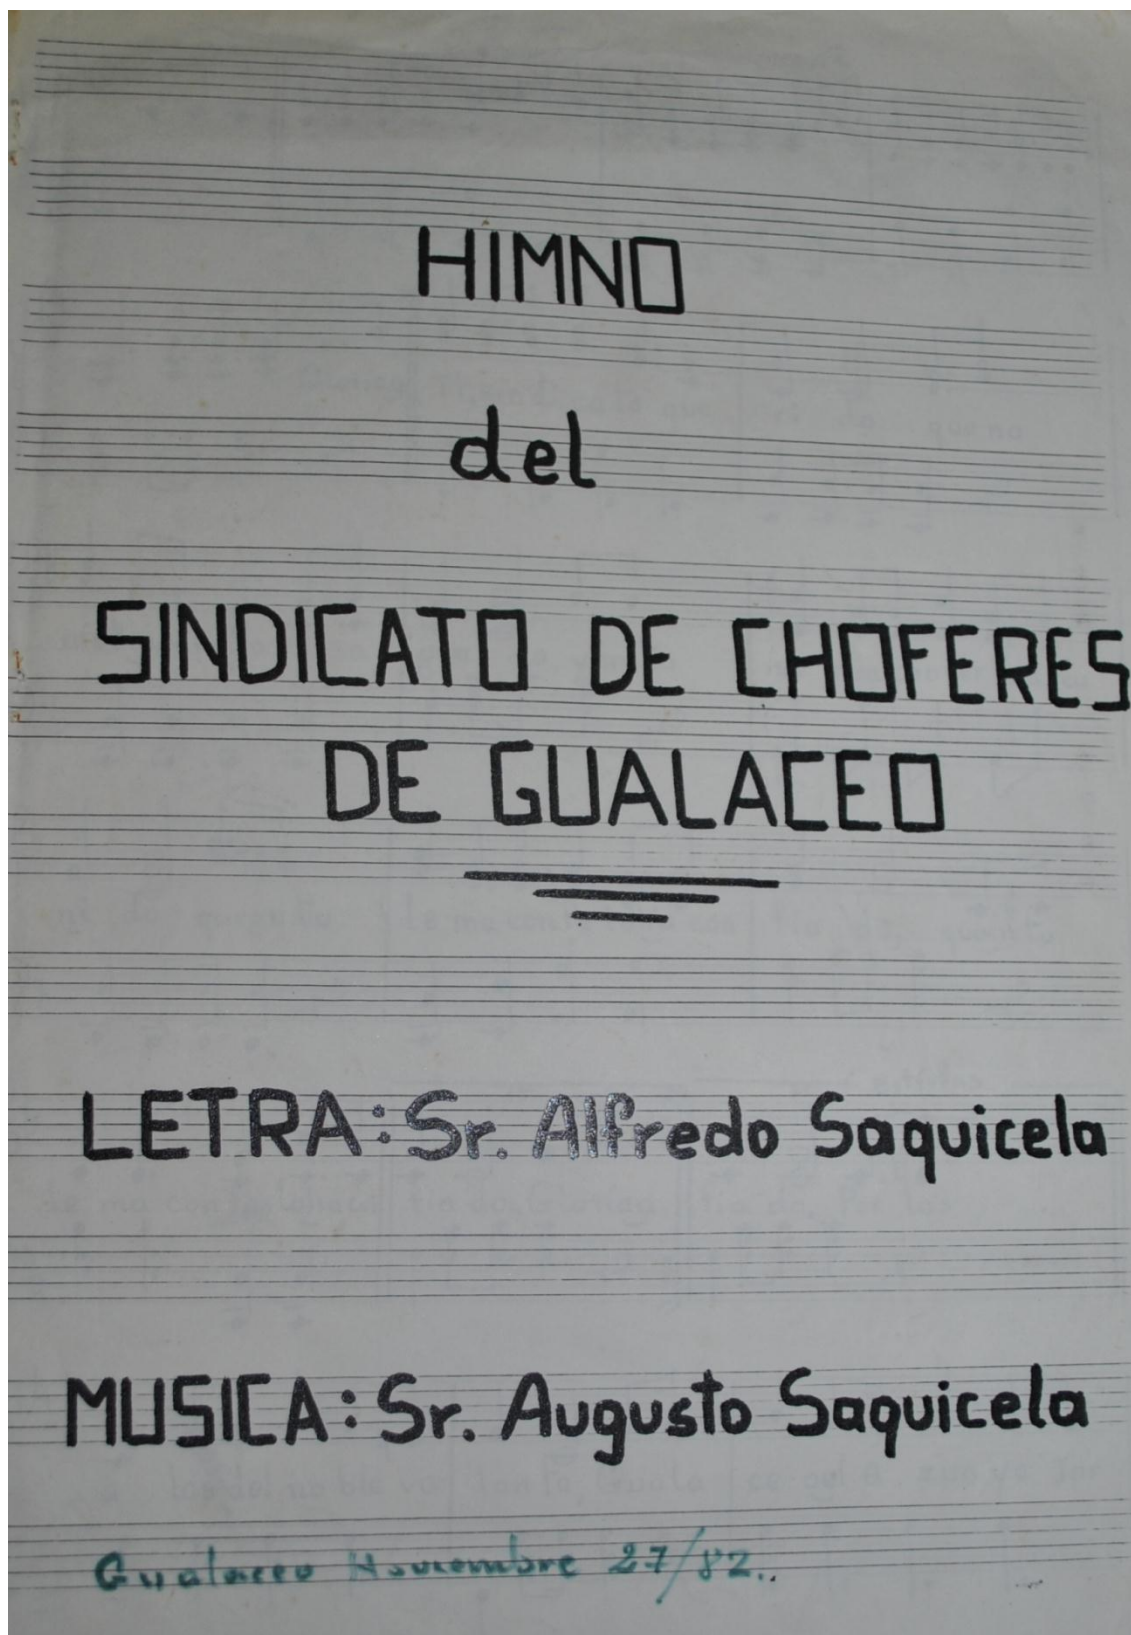 HIMNO
del
SINDICATO DE CHOFERES
DE GUALACEO
LETRA: Sr. Alfredo Saquicela
MUSICA: Sr. Augusto Saquicela
Gualaceo Noviembre 27/82..